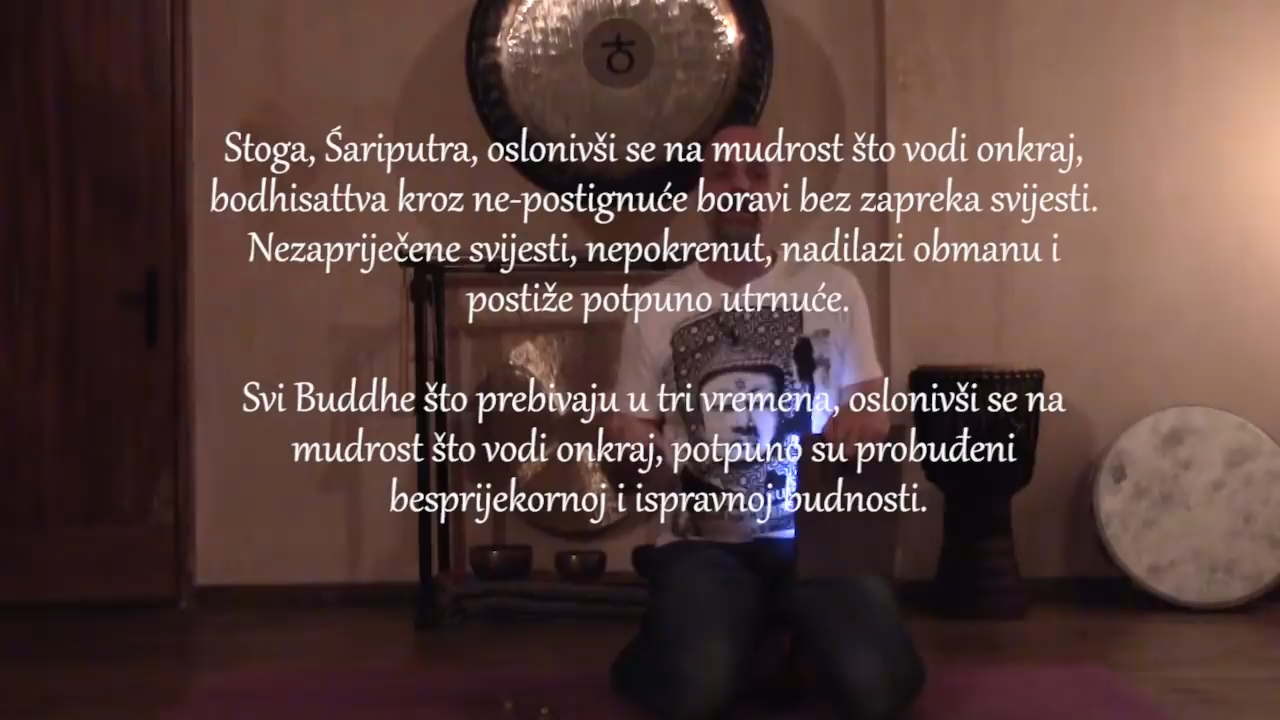 Stoga, Śariputra, oslonivši se na mudrost što vodi onkraj,
bodhisattva kroz ne-postignuće boravi bez zapreka svijesti.
Nezapriječene svijesti, nepokrenut, nadilazi obmanu i
postiže potpuno utrnuće.
Svi Buddhe što prebivaju u tri vremena, oslonivši se na
mudrost što vodi onkraj, potpuno su probuđeni
besprijekornoj i ispravnoj budnosti.